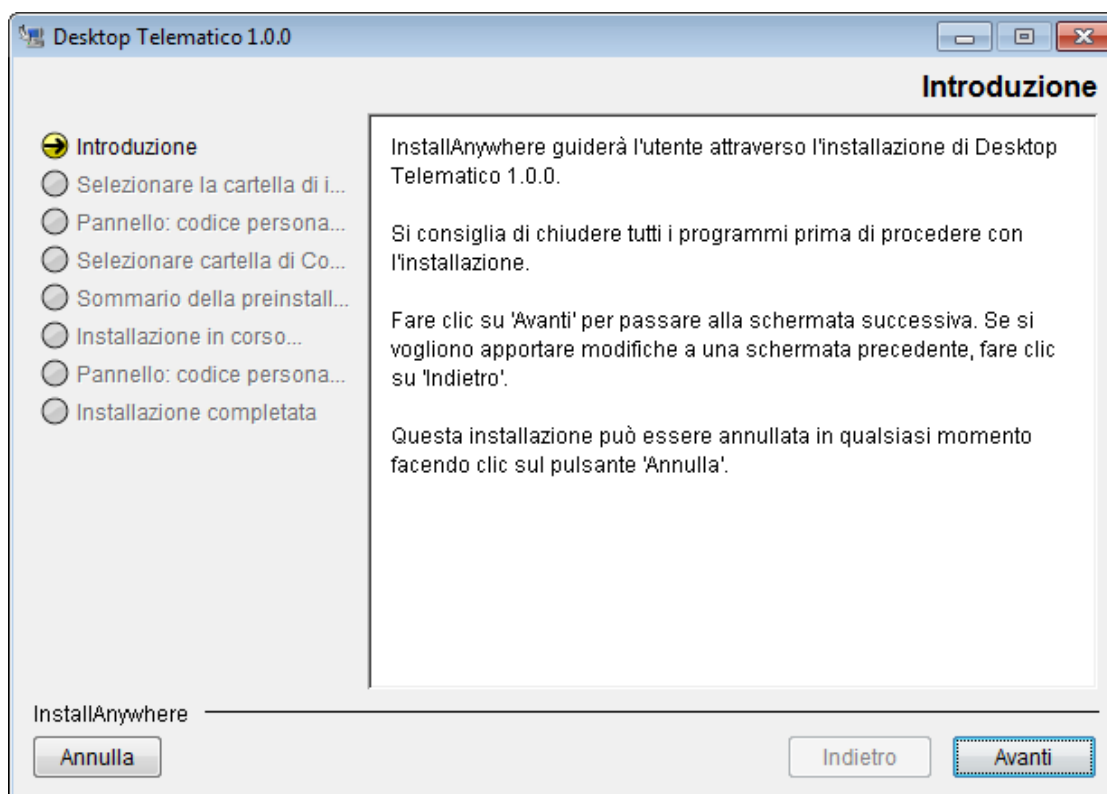 Desktop Telematico 1.0.0
Introduzione
Introduzione
Selezionare la cartella di i...
Pannello: codice persona...
Selezionare cartella di Co...
Sommario della preinstall...
Installazione in corso...
Pannello: codice persona...
Installazione completata
InstallAnywhere guiderà l'utente attraverso l'installazione di Desktop
Telematico 1.0.0.
Si consiglia di chiudere tutti i programmi prima di procedere con
l'installazione.
Fare clic su 'Avanti' per passare alla schermata successiva. Se si
vogliono apportare modifiche a una schermata precedente, fare clic
su 'Indietro'.
Questa installazione può essere annullata in qualsiasi momento
facendo clic sul pulsante 'Annulla'.
InstallAnywhere
Annulla
Indietro
Avanti